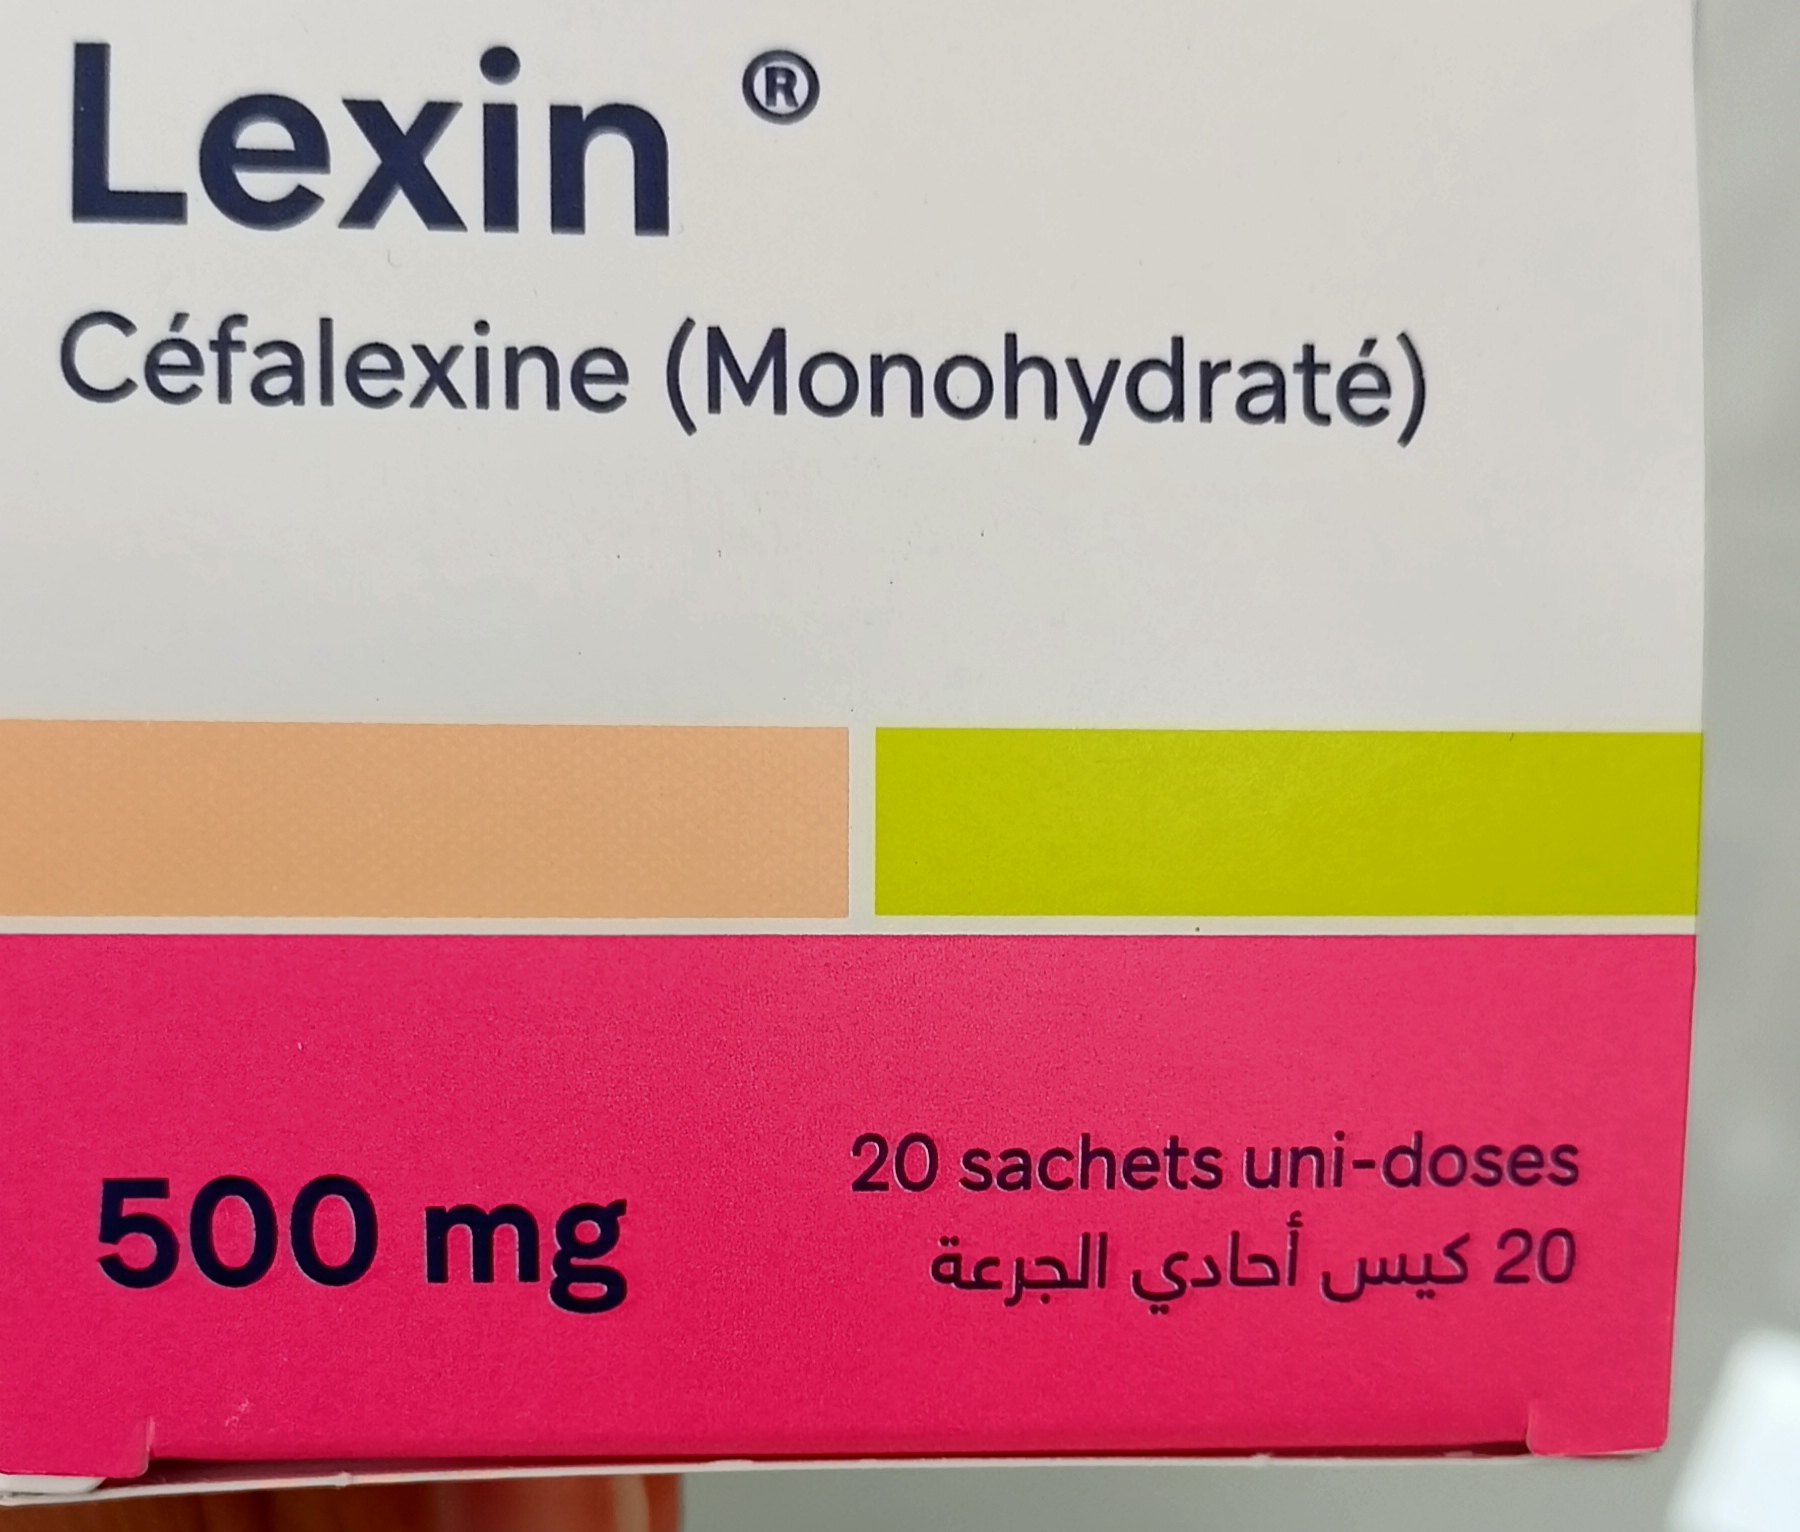 Lexin ®
Céfalexine (Monohydraté)
500 mg
20 sachets uni-doses
20 كيس أحادي الجرعة